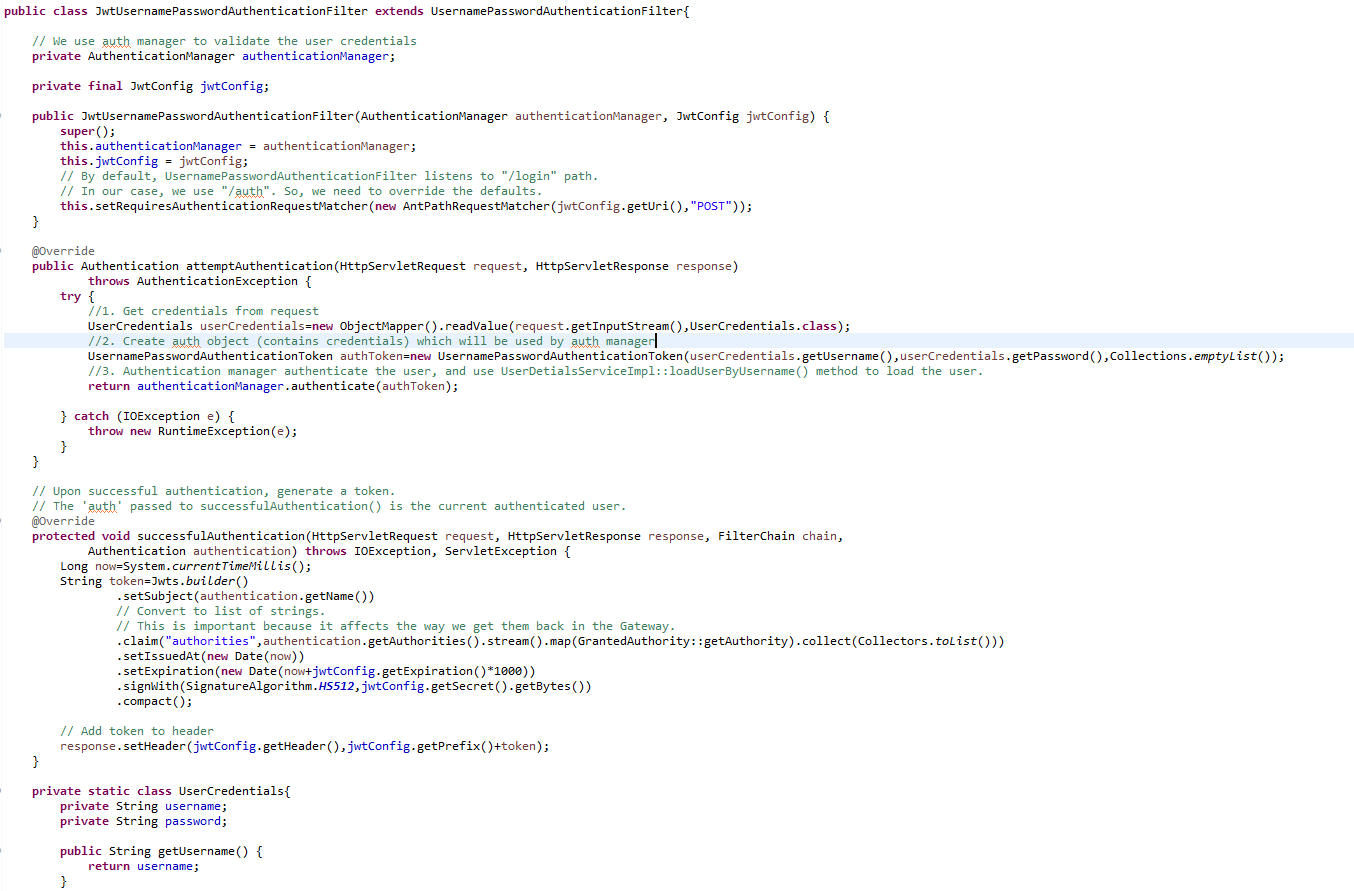 public class JwtUsernamePasswordAuthenticationFilter extends UsernamePasswordAuthenticationFilter{
// We use auth manager to validate the user credentials
private AuthenticationManager authenticationManager;
private final JwtConfig jwtConfig;
public JwtUsernamePasswordAuthenticationFilter(AuthenticationManager authenticationManager, JwtConfig jwtConfig) {
super();
this.authenticationManager = authenticationManager;
this.jwtConfig = jwtConfig;
// By default, UsernamePasswordAuthenticationFilter listens to "/login" path.
// In our case, we use "/auth". So, we need to override the defaults.
this.setRequiresAuthenticationRequestMatcher(new AntPathRequestMatcher(jwtConfig.getUri(),"POST"));
}
@Override
public Authentication attemptAuthentication(HttpServletRequest request, HttpServletResponse response)
throws AuthenticationException {
try {
//1. Get credentials from request
UserCredentials userCredentials=new ObjectMapper().readValue(request.getInputStream(),UserCredentials.class);
//2. Create auth object (contains credentials) which will be used by auth manager
UsernamePasswordAuthenticationToken authToken=new UsernamePasswordAuthenticationToken(userCredentials.getUsername(),userCredentials.getPassword(),Collections.emptyList());
//3. Authentication manager authenticate the user, and use UserDetialsServiceImpl::loadUserByUsername() method to load the user.
return authenticationManager.authenticate(authToken);
} catch (IOException e) {
throw new RuntimeException(e);
}
}
// Upon successful authentication, generate a token.
// The 'auth' passed to successfulAuthentication() is the current authenticated user.
@Override
protected void successfulAuthentication(HttpServletRequest request, HttpServletResponse response, FilterChain chain,
Authentication authentication) throws IOException, ServletException {
Long now=System.currentTimeMillis();
String token=Jwts.builder()
.setSubject(authentication.getName())
// Convert to list of strings.
// This is important because it affects the way we get them back in the Gateway.
.claim("authorities",authentication.getAuthorities().stream().map(GrantedAuthority::getAuthority).collect(Collectors.toList()))
.setIssuedAt(new Date(now))
.setExpiration(new Date(now+jwtConfig.getExpiration()*1000))
.signWith(SignatureAlgorithm.HS512,jwtConfig.getSecret().getBytes())
.compact();
// Add token to header
response.setHeader(jwtConfig.getHeader(),jwtConfig.getPrefix()+token);
}
private static class UserCredentials{
private String username;
private String password;
public String getUsername() {
return username;
}